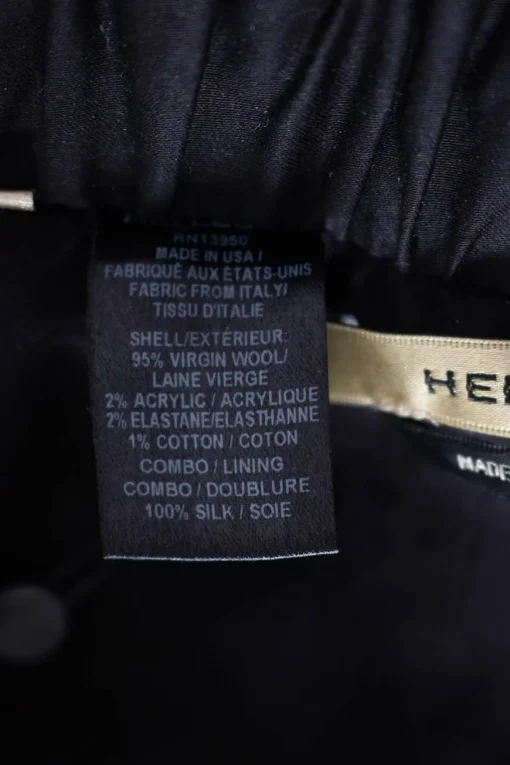 RN13950
MADE IN USA /
FABRIQUÉ AUX ÉTATS-UNIS
FABRIC FROM ITALY/
TISSU D'ITALIE
SHELL/EXTÉRIEUR:
95% VIRGIN WOOL/
LAINE VIERGE
2% ACRYLIC / ACRYLIQUE
2% ELASTANE/ELASTHANNE
1% COTTON / COTON
COMBO / LINING
COMBO / DOUBLURE
100% SILK / SOIE
HE
MADE